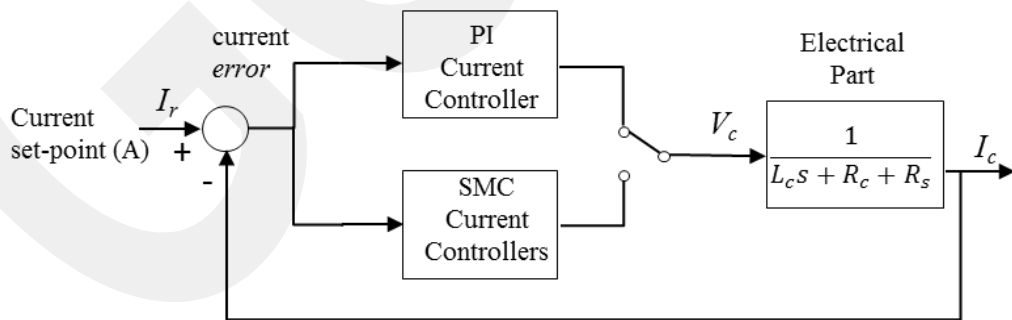 current
error
PI
Current
Controller
Electrical
Part
Current
set-point (A)
I_r
+
-
SMC
Current
Controllers
V_c
1
L_c s + R_c + R_s
I_c